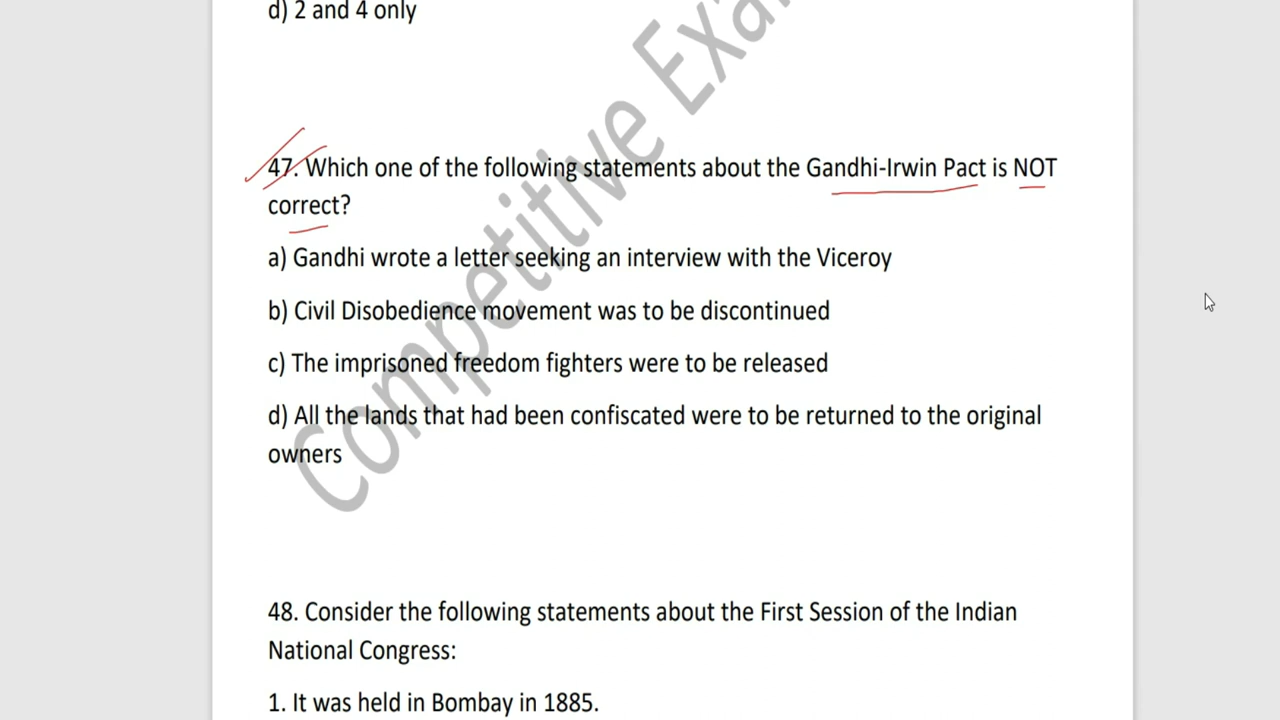 d) 2 and 4 only
47. Which one of the following statements about the Gandhi-Irwin Pact is NOT
correct?
a) Gandhi wrote a letter seeking an interview with the Viceroy
b) Civil Disobedience movement was to be discontinued
c) The imprisoned freedom fighters were to be released
d) All the lands that had been confiscated were to be returned to the original
owners
48. Consider the following statements about the First Session of the Indian
National Congress:
1. It was held in Bombay in 1885.
Competitive